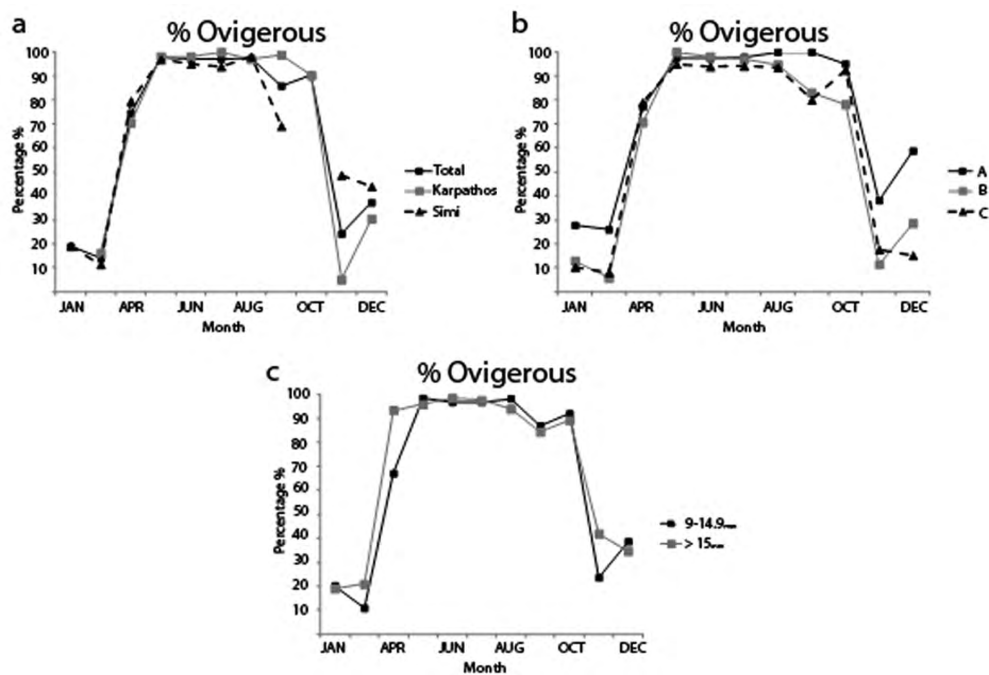 a
% Ovigerous
Percentage %
100
90
80
70
60
50
40
30
20
10
JAN APR JUN AUG OCT DEC
Month
Total
Karpathos
Simi
b
% Ovigerous
Percentage %
100
90
80
70
60
50
40
30
20
10
JAN APR JUN AUG OCT DEC
Month
A
B
C
c
% Ovigerous
Percentage %
100
90
80
70
60
50
40
30
20
10
JAN APR JUN AUG OCT DEC
Month
9-14.9mm
> 15mm